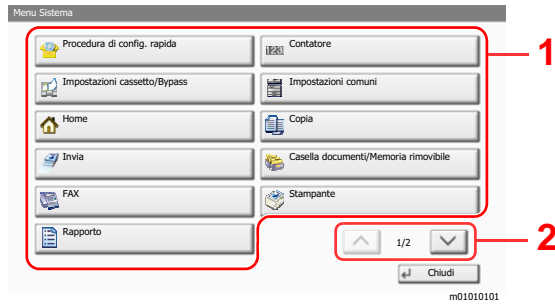 Menu Sistema
Procedura di config. rapida
Contatore
Impostazioni cassetto/Bypass
Impostazioni comuni
Home
Copia
Invia
Casella documenti/Memoria rimovibile
FAX
Stampante
Rapporto
1/2
Chiudi
1
2
m01010101